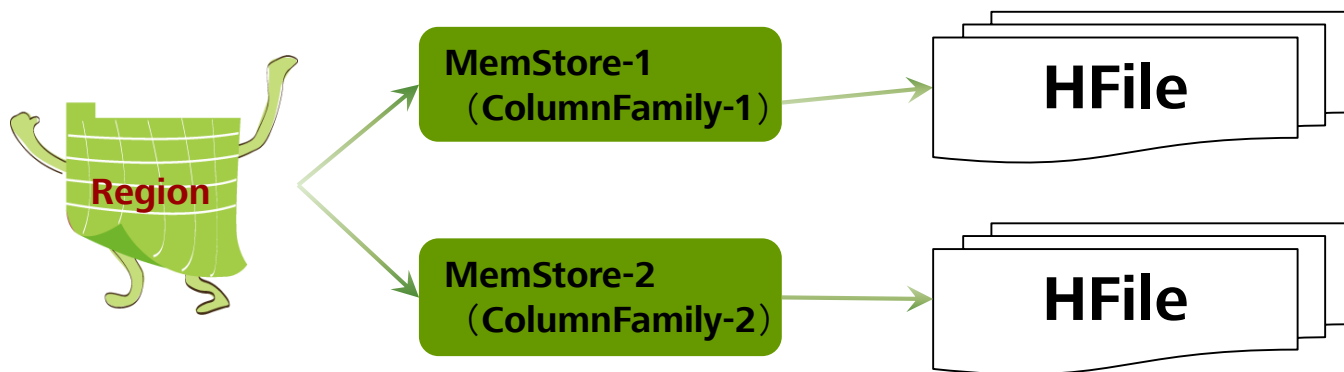 Region
MemStore-1
（ColumnFamily-1）
HFile
MemStore-2
（ColumnFamily-2）
HFile